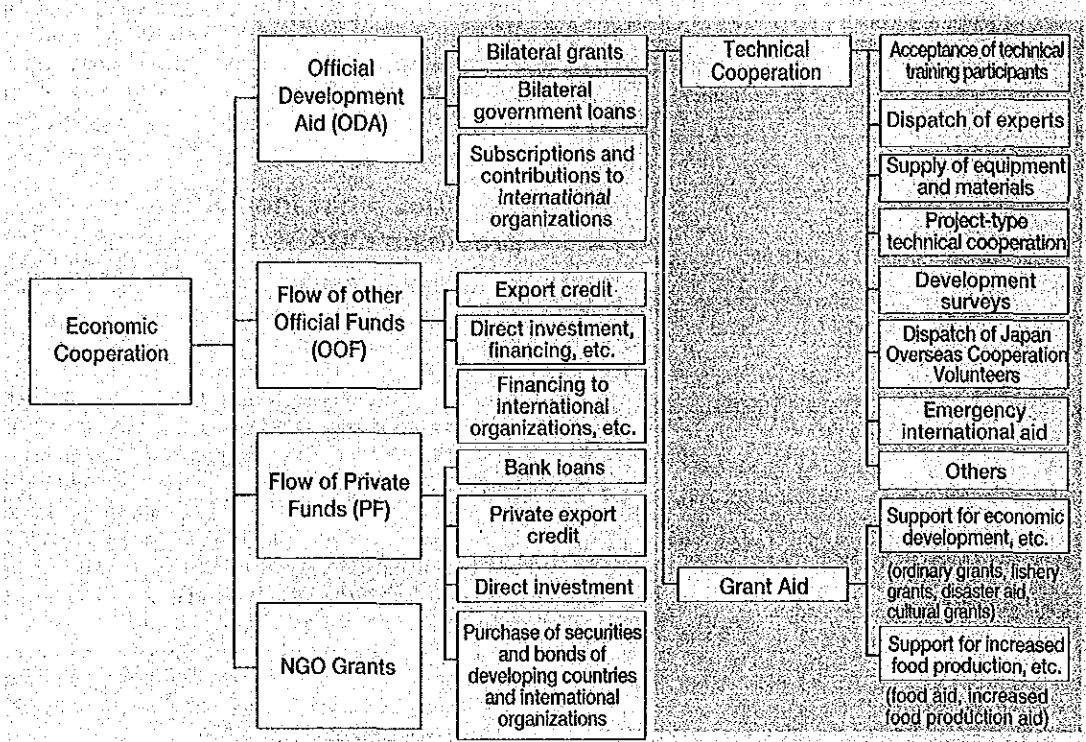 Economic
Cooperation
Official
Development
Aid (ODA)
Bilateral grants
Bilateral
government loans
Subscriptions and
contributions to
international
organizations
Flow of other
Official Funds
(OOF)
Export credit
Direct investment,
financing, etc.
Financing to
international
organizations, etc.
Flow of Private
Funds (PF)
Bank loans
Private export
credit
Direct investment
Purchase of securities
and bonds of
developing countries
and international
organizations
NGO Grants
Technical
Cooperation
Acceptance of technical
training participants
Dispatch of experts
Supply of equipment
and materials
Project-type
technical cooperation
Development
surveys
Dispatch of Japan
Overseas Cooperation
Volunteers
Emergency
international aid
Others
Grant Aid
Support for economic
development, etc.
(ordinary grants, fishery
grants, disaster aid,
cultural grants)
Support for increased
food production, etc.
(food aid, increased
food production aid)